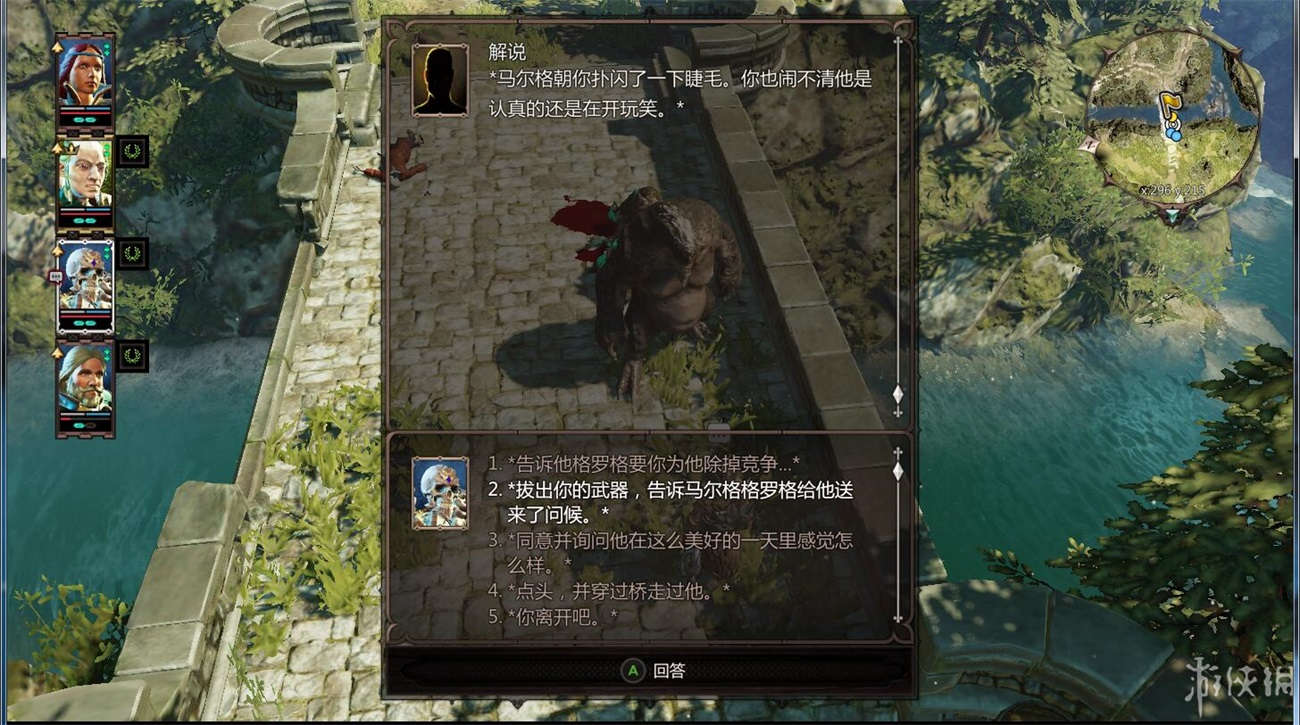 解说
*马尔格朝你扑闪了一下睫毛。你也闹不清他是
认真的还是在开玩笑。*
x:296 y:215
1. *告诉他格罗格要你为他除掉竞争...*
2. *拔出你的武器，告诉马尔格格罗格给他送
来了问候。*
3. *同意并询问他在这么美好的一天里感觉怎
么样。*
4. *点头，并穿过桥走过他。*
5. *你离开吧。*
A 回答
游侠网